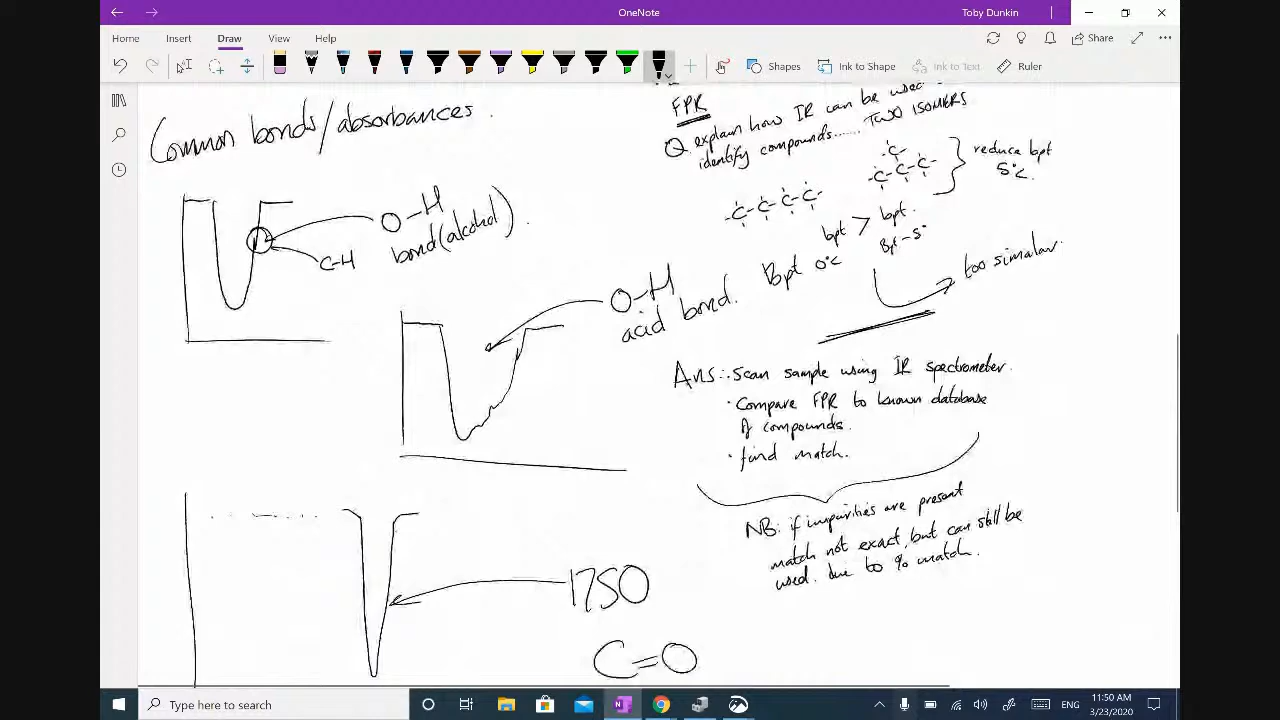 OneNote
Toby Dunkin
Home Insert Draw View Help
Share
Shapes
Ink to Shape
Ink to Text
Ruler
Common bonds/absorbances.
O-H
bond(alcohol)
C-H
O-H
acid bond.
1750
C=O
FPR
Q explain how IR can be used
identify compounds...... TWO ISOMERS
-C-C-C-C-
-C-
-C-C-C-
reduce bpt
5°C.
bpt > bpt.
Bpt 0°C
Bpt -5°
too similar
Ans:. Scan sample using IR spectrometer.
· Compare FPR to known database
of compounds.
· find match.
NB: if impurities are present
match not exact, but can still be
used. due to % match.
Type here to search
ENG
11:50 AM
3/23/2020